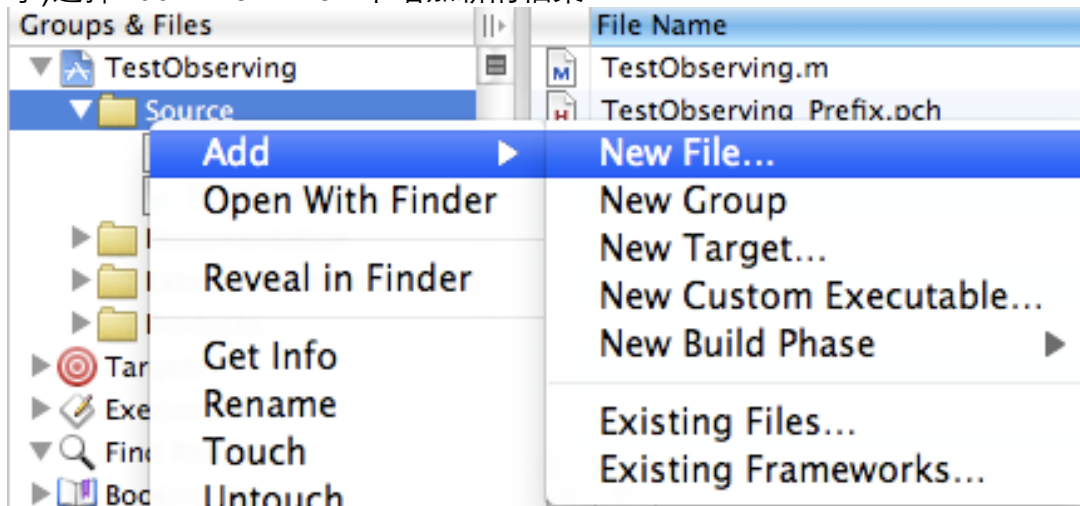 Groups & Files
File Name
TestObserving
TestObserving.m
Source
TestObserving_Prefix.pch
Add
New File...
Open With Finder
New Group
New Target...
Reveal in Finder
New Custom Executable...
New Build Phase
Get Info
Rename
Existing Files...
Touch
Existing Frameworks...
Untouch